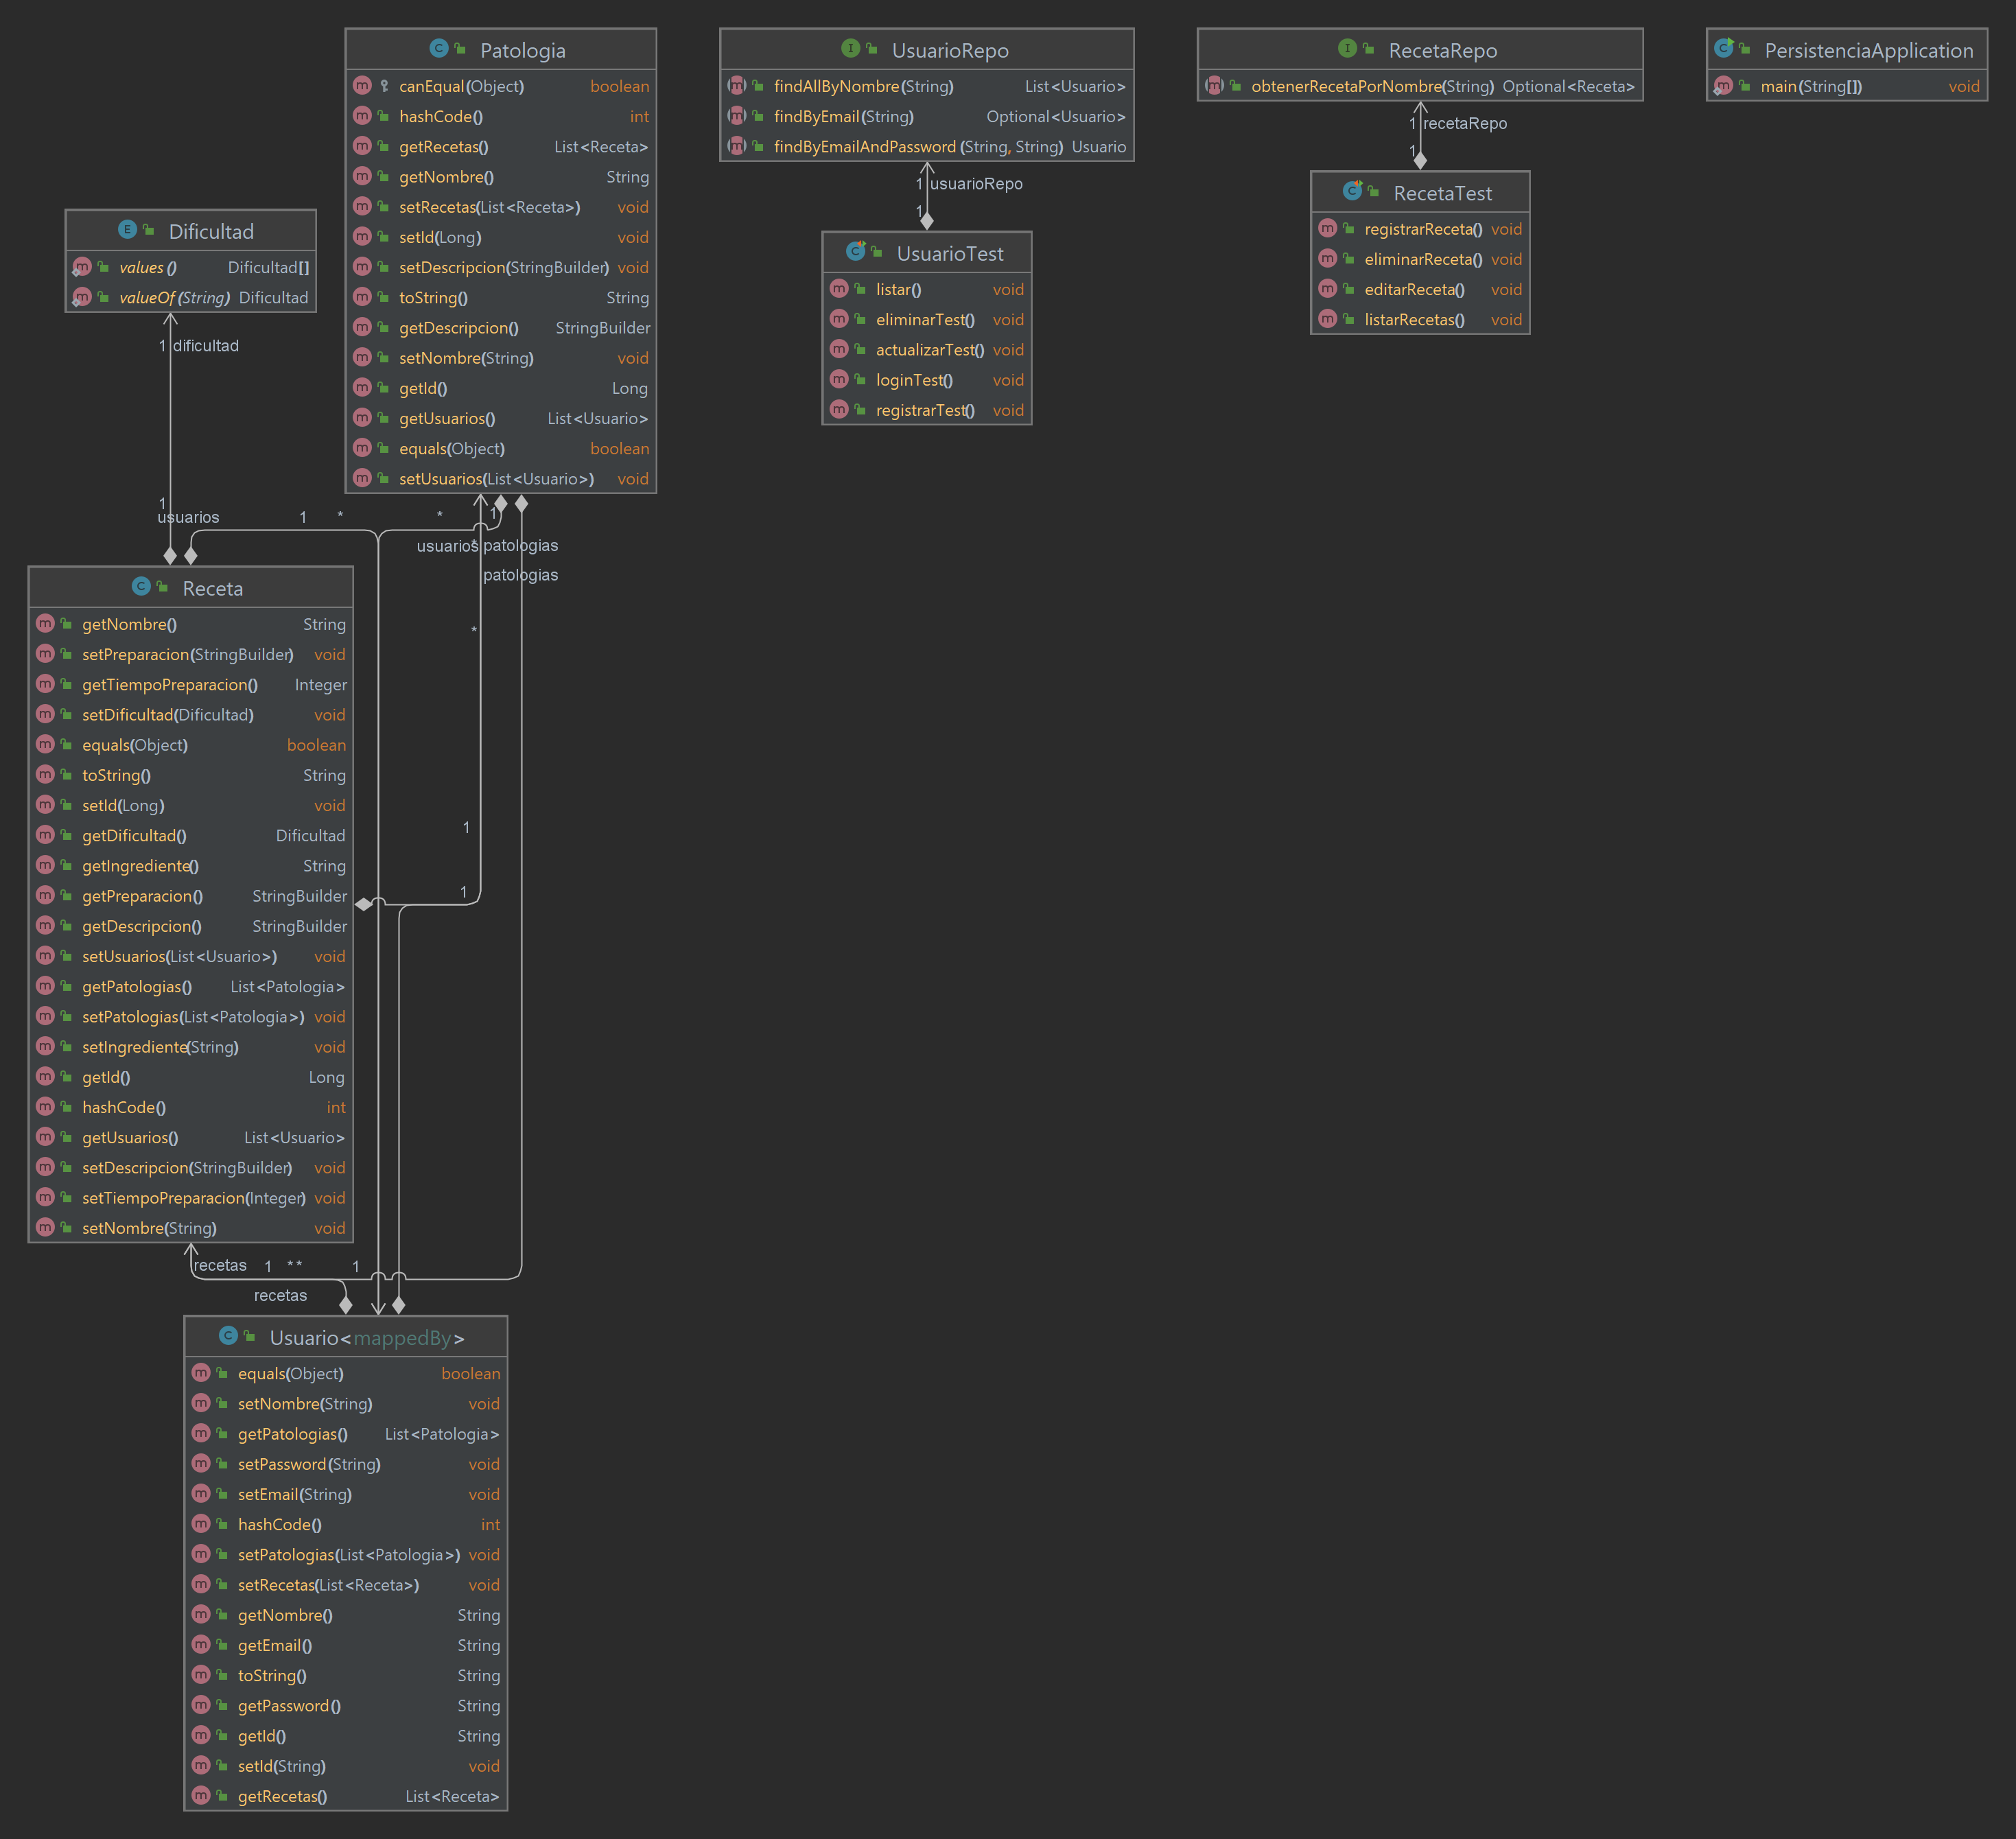 Patologia
canEqual(Object) boolean
hashCode() int
getRecetas() List<Receta>
getNombre() String
setRecetas(List<Receta>) void
setId(Long) void
setDescripcion(StringBuilder) void
toString() String
getDescripcion() StringBuilder
setNombre(String) void
getId() Long
getUsuarios() List<Usuario>
equals(Object) boolean
setUsuarios(List<Usuario>) void
UsuarioRepo
findAllByNombre(String) List<Usuario>
findByEmail(String) Optional<Usuario>
findByEmailAndPassword(String, String) Usuario
1 usuarioRepo
1
UsuarioTest
listar() void
eliminarTest() void
actualizarTest() void
loginTest() void
registrarTest() void
RecetaRepo
obtenerRecetaPorNombre(String) Optional<Receta>
1 recetaRepo
1
RecetaTest
registrarReceta() void
eliminarReceta() void
editarReceta() void
listarRecetas() void
PersistenciaApplication
main(String[]) void
Dificultad
values() Dificultad[]
valueOf(String) Dificultad
1 dificultad
1
usuarios 1 * * 1
usuarios * patologias
patologias
*
1
1
Receta
getNombre() String
setPreparacion(StringBuilder) void
getTiempoPreparacion() Integer
setDificultad(Dificultad) void
equals(Object) boolean
toString() String
setId(Long) void
getDificultad() Dificultad
getIngrediente() String
getPreparacion() StringBuilder
getDescripcion() StringBuilder
setUsuarios(List<Usuario>) void
getPatologias() List<Patologia>
setPatologias(List<Patologia>) void
setIngrediente(String) void
getId() Long
hashCode() int
getUsuarios() List<Usuario>
setDescripcion(StringBuilder) void
setTiempoPreparacion(Integer) void
setNombre(String) void
recetas 1 * * 1
recetas
Usuario<mappedBy>
equals(Object) boolean
setNombre(String) void
getPatologias() List<Patologia>
setPassword(String) void
setEmail(String) void
hashCode() int
setPatologias(List<Patologia>) void
setRecetas(List<Receta>) void
getNombre() String
getEmail() String
toString() String
getPassword() String
getId() String
setId(String) void
getRecetas() List<Receta>